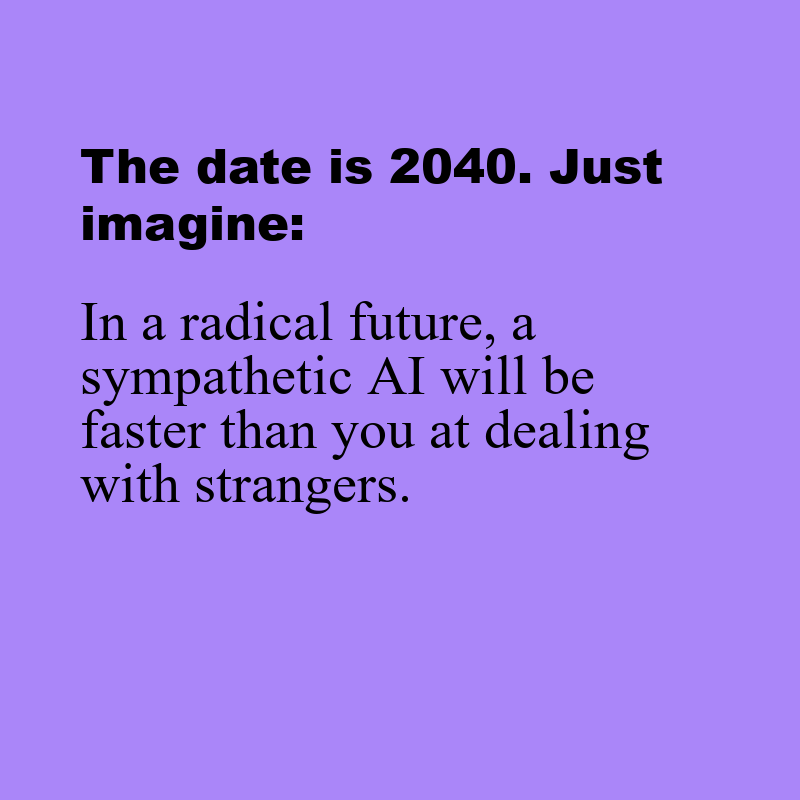 The date is 2040. Just
imagine:
In a radical future, a
sympathetic AI will be
faster than you at dealing
with strangers.